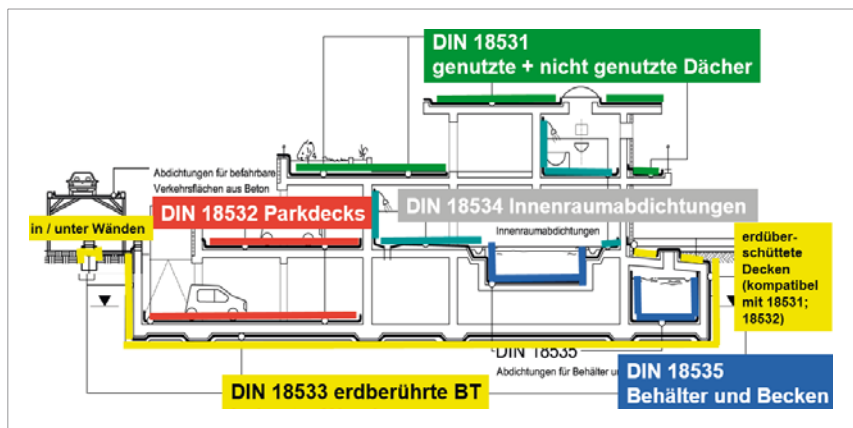 DIN 18531
genutzte + nicht genutzte Dächer
Abdichtungen für befahrbare
Verkehrsflächen aus Beton
DIN 18532 Parkdecks
DIN 18534 Innenraumabdichtungen
Innenraumabdichtungen
in / unter Wänden
erdüber-
schüttete
Decken
(kompatibel
mit 18531;
18532)
DIN 18535
Abdichtungen für Behälter
DIN 18533 erdberührte BT
DIN 18535
Behälter und Becken